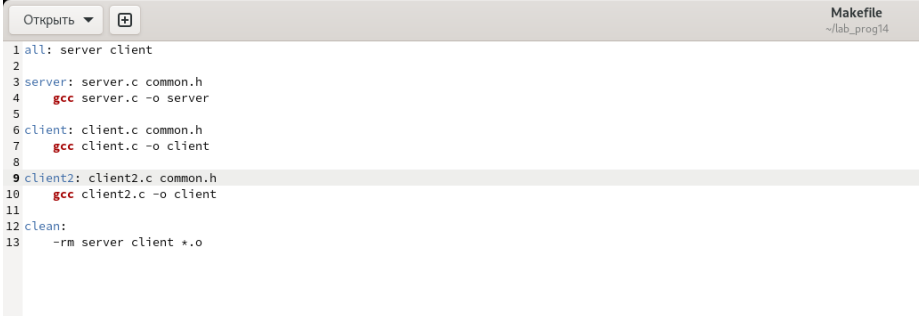 Открыть
Makefile
~/lab_prog14
1 all: server client
2
3 server: server.c common.h
4 gcc server.c -o server
5
6 client: client.c common.h
7 gcc client.c -o client
8
9 client2: client2.c common.h
10 gcc client2.c -o client
11
12 clean:
13 -rm server client *.o